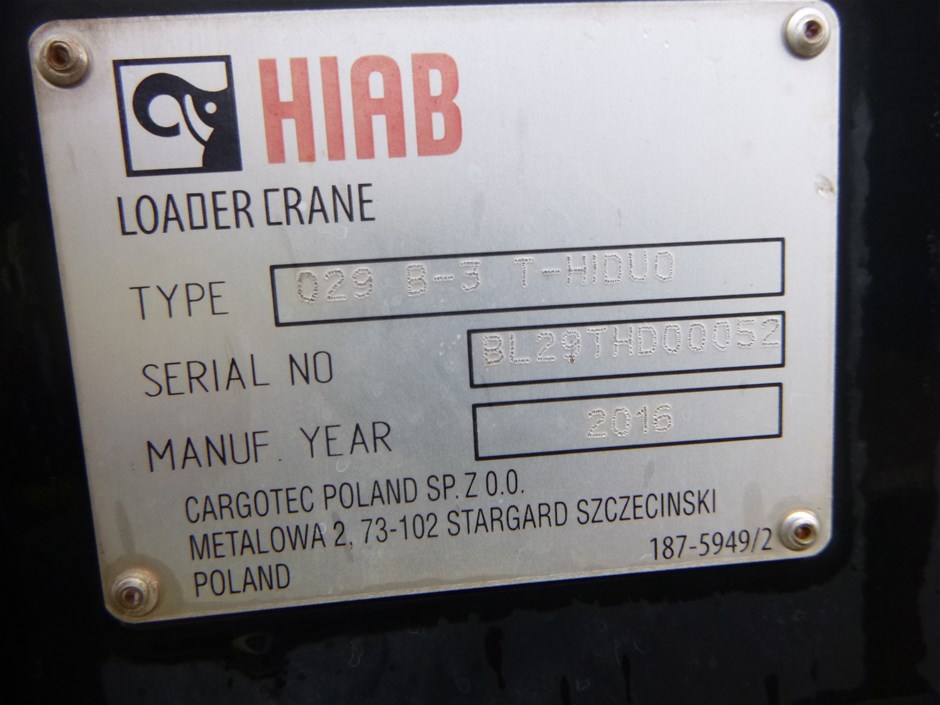 HIAB
LOADER CRANE
TYPE 029 B-3 T-HIDUO
SERIAL NO BL29THD00052
MANUF. YEAR 2016
CARGOTEC POLAND SP. Z O.O.
METALOWA 2, 73-102 STARGARD SZCZECINSKI
POLAND
187-5949/2